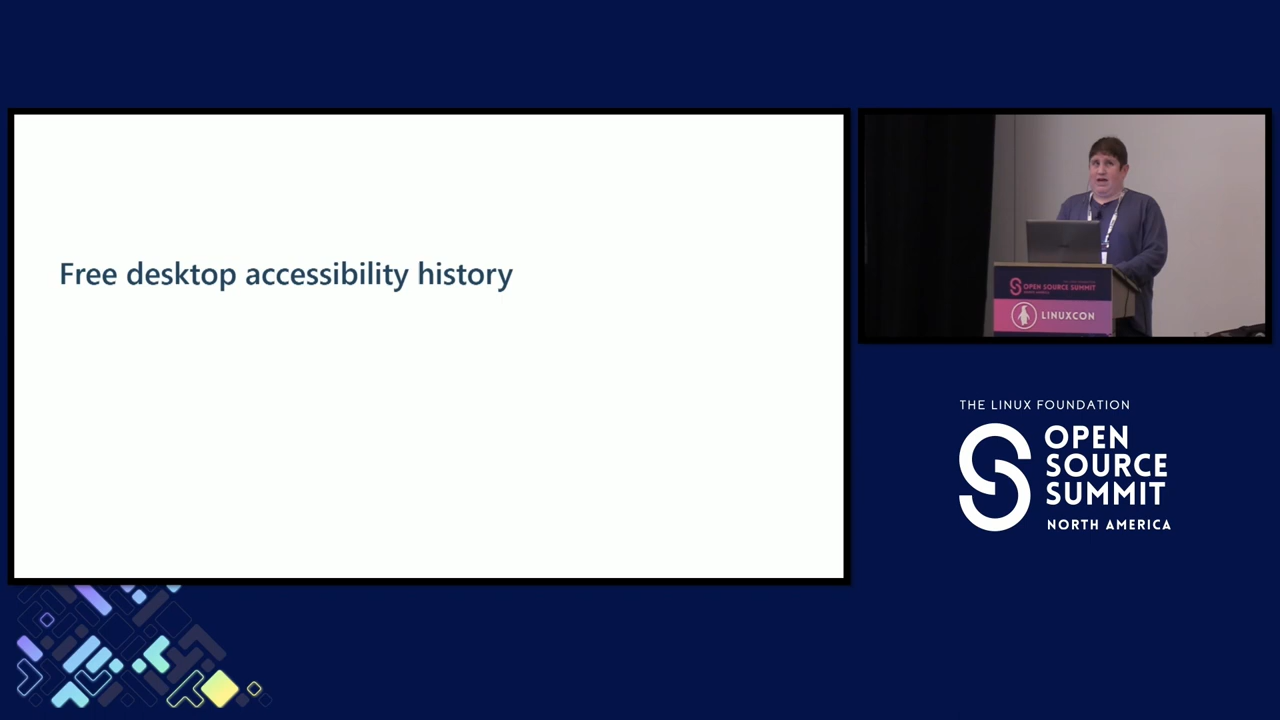 Free desktop accessibility history
OPEN SOURCE SUMMIT
LINUXCON
THE LINUX FOUNDATION
OPEN
SOURCE
SUMMIT
NORTH AMERICA